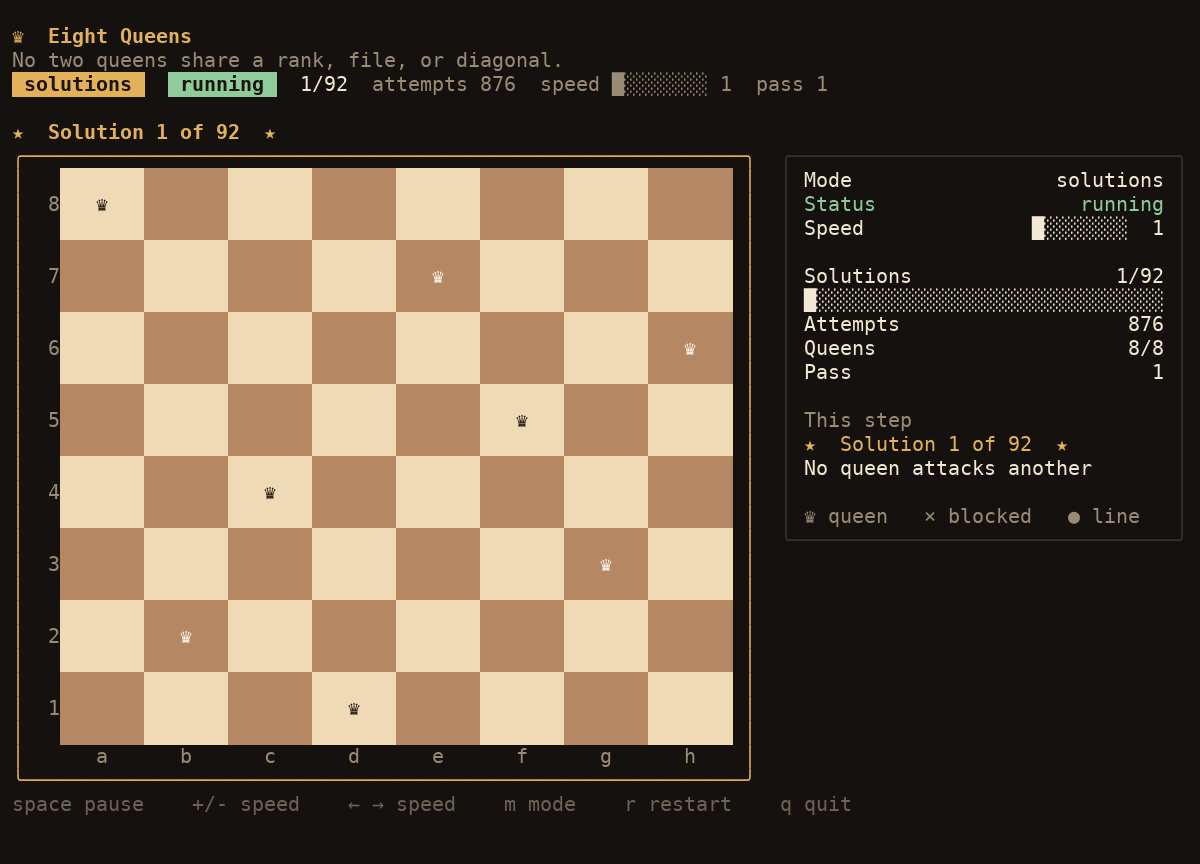 ♛  Eight Queens
No two queens share a rank, file, or diagonal.
solutions   running   1/92  attempts 876  speed █░░░░░░░ 1  pass 1
★  Solution 1 of 92  ★
8 ♛
7 ♛
6 ♛
5 ♛
4 ♛
3 ♛
2 ♛
1 ♛
a b c d e f g h
Mode solutions
Status running
Speed █░░░░░░░ 1
Solutions 1/92
█░░░░░░░░░░░░░░░░░░░░░░░░░░░░░
Attempts 876
Queens 8/8
Pass 1
This step
★  Solution 1 of 92  ★
No queen attacks another
♛ queen   × blocked   ● line
space pause    +/- speed    ← → speed    m mode    r restart    q quit